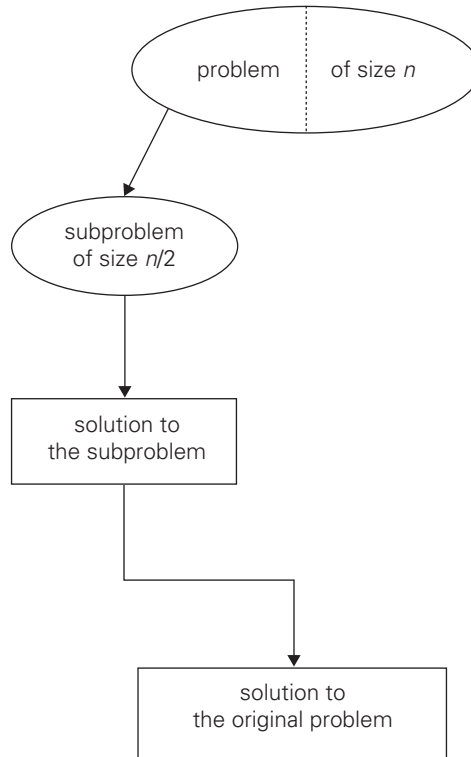 problem of size n
subproblem
of size n/2
solution to
the subproblem
solution to
the original problem